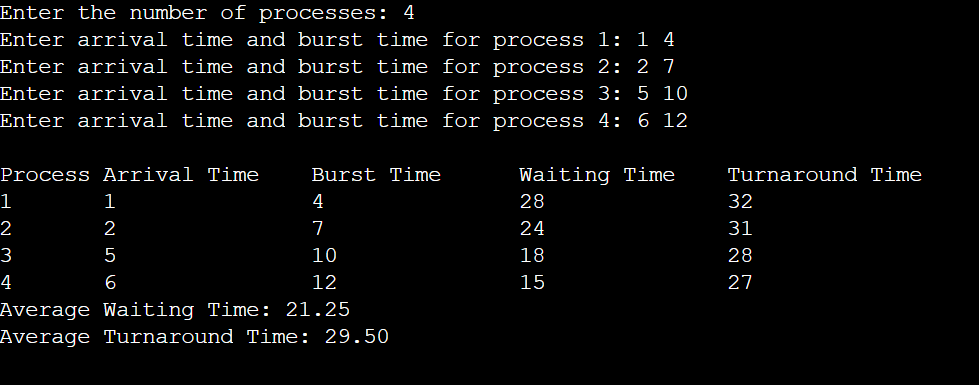 Enter the number of processes: 4
Enter arrival time and burst time for process 1: 1 4
Enter arrival time and burst time for process 2: 2 7
Enter arrival time and burst time for process 3: 5 10
Enter arrival time and burst time for process 4: 6 12
Process Arrival Time    Burst Time      Waiting Time    Turnaround Time
1       1               4               28              32
2       2               7               24              31
3       5               10              18              28
4       6               12              15              27
Average Waiting Time: 21.25
Average Turnaround Time: 29.50